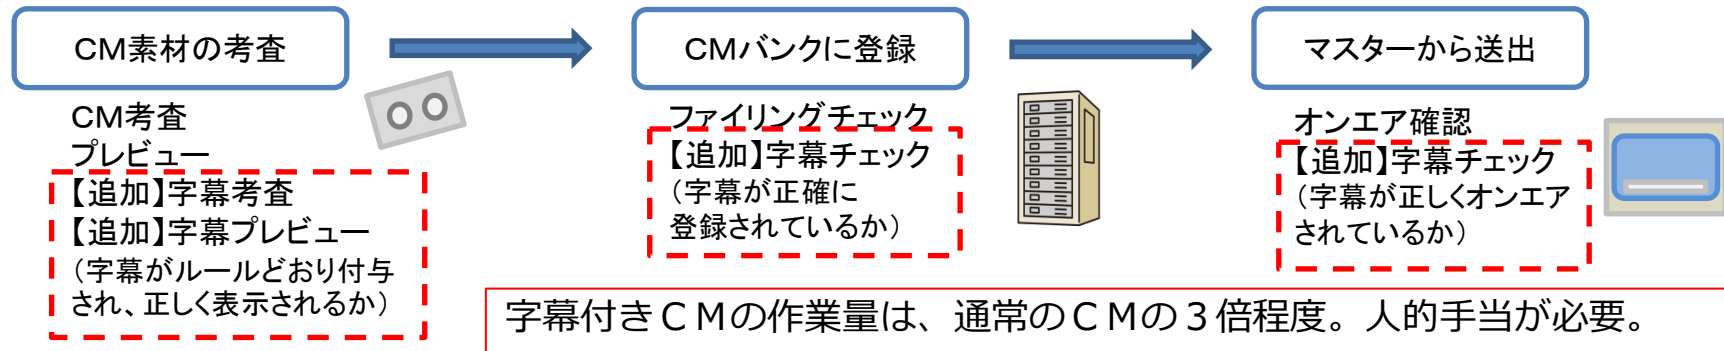 CM素材の考査
CMバンクに登録
マスターから送出
CM考査
プレビュー
【追加】字幕考査
【追加】字幕プレビュー
(字幕がルールどおり付与
され、正しく表示されるか)
ファイリングチェック
【追加】字幕チェック
(字幕が正確に
登録されているか)
オンエア確認
【追加】字幕チェック
(字幕が正しくオンエア
されているか)
字幕付きCMの作業量は、通常のCMの3倍程度。人的手当が必要。